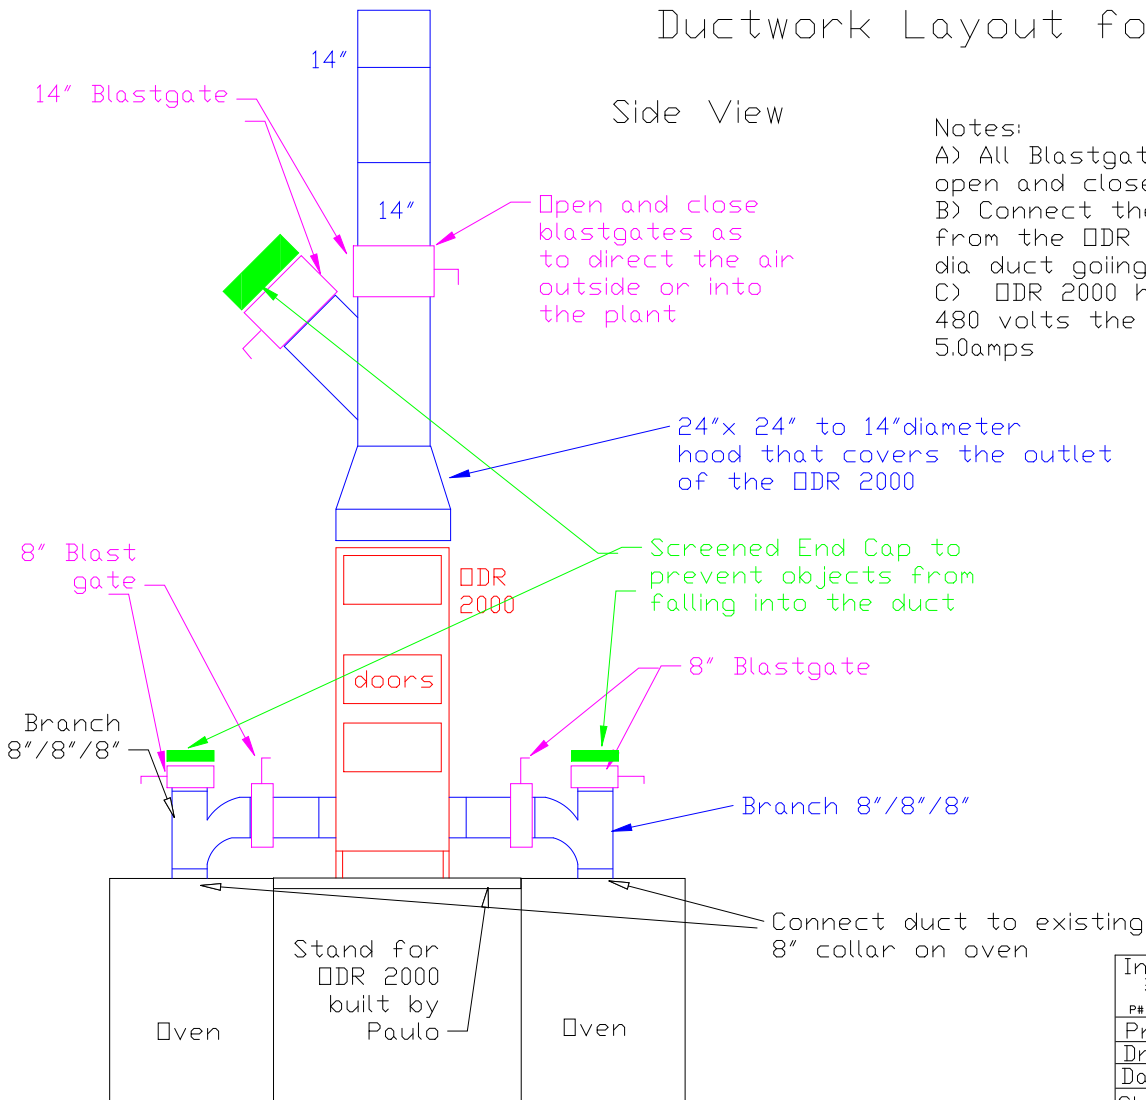 Ductwork Layout fo
Side View
14"
14" Blastgate
14"
Open and close
blastgates as
to direct the air
outside or into
the plant
Notes:
A) All Blastgat
open and close
B) Connect the
from the ODR
dia duct goiing
C) ODR 2000 h
480 volts the
5.0amps
24"x 24" to 14"diameter
hood that covers the outlet
of the ODR 2000
8" Blast
gate
ODR
2000
Screened End Cap to
prevent objects from
falling into the duct
doors
8" Blastgate
Branch
8"/8"/8"
Branch 8"/8"/8"
Connect duct to existing
8" collar on oven
Stand for
ODR 2000
built by
Paulo
Oven
Oven
In
P#
Pr
Dr
Da